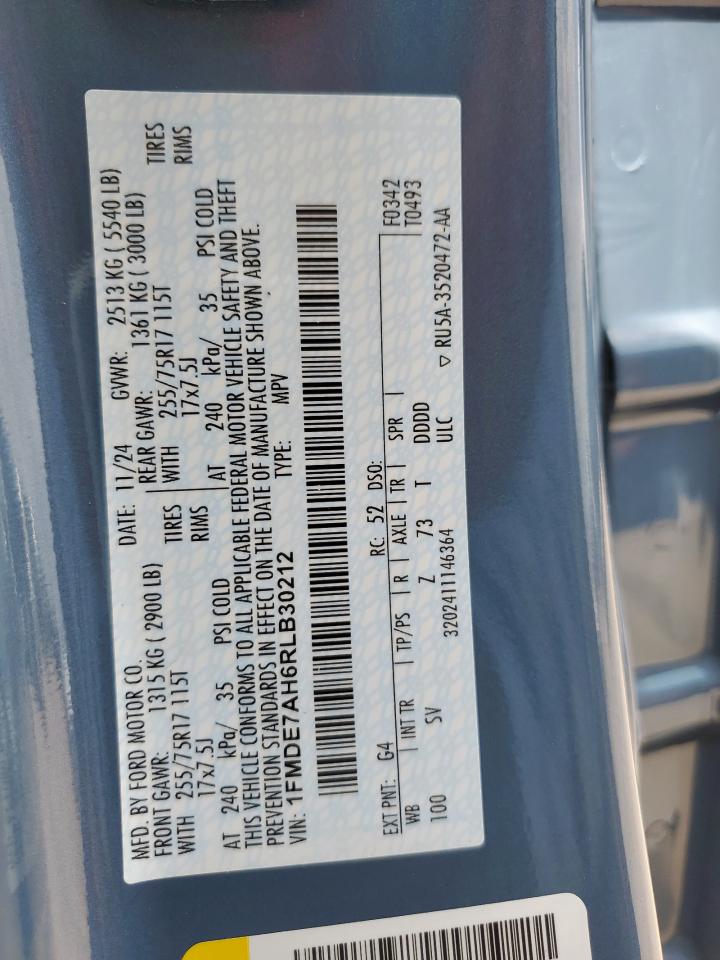 MFD. BY FORD MOTOR CO. DATE: 11/24 GVWR: 2513 KG ( 5540 LB)
FRONT GAWR: 1315 KG ( 2900 LB) REAR GAWR: 1361 KG ( 3000 LB)
WITH 255/75R17 115T TIRES WITH 255/75R17 115T TIRES
17x7.5J RIMS 17x7.5J RIMS
AT 240 kPa/ 35 PSI COLD AT 240 kPa/ 35 PSI COLD
THIS VEHICLE CONFORMS TO ALL APPLICABLE FEDERAL MOTOR VEHICLE SAFETY AND THEFT
PREVENTION STANDARDS IN EFFECT ON THE DATE OF MANUFACTURE SHOWN ABOVE.
VIN: 1FMDE7AH6RLB30212 TYPE: MPV
EXT PNT: G4 RC: 52 DSO: F0342
WB INT TR TP/PS R AXLE TR SPR T0493
100 5V Z 73 T DDDD
ULC
3202411146364 ▽ RU5A-3520472-AA